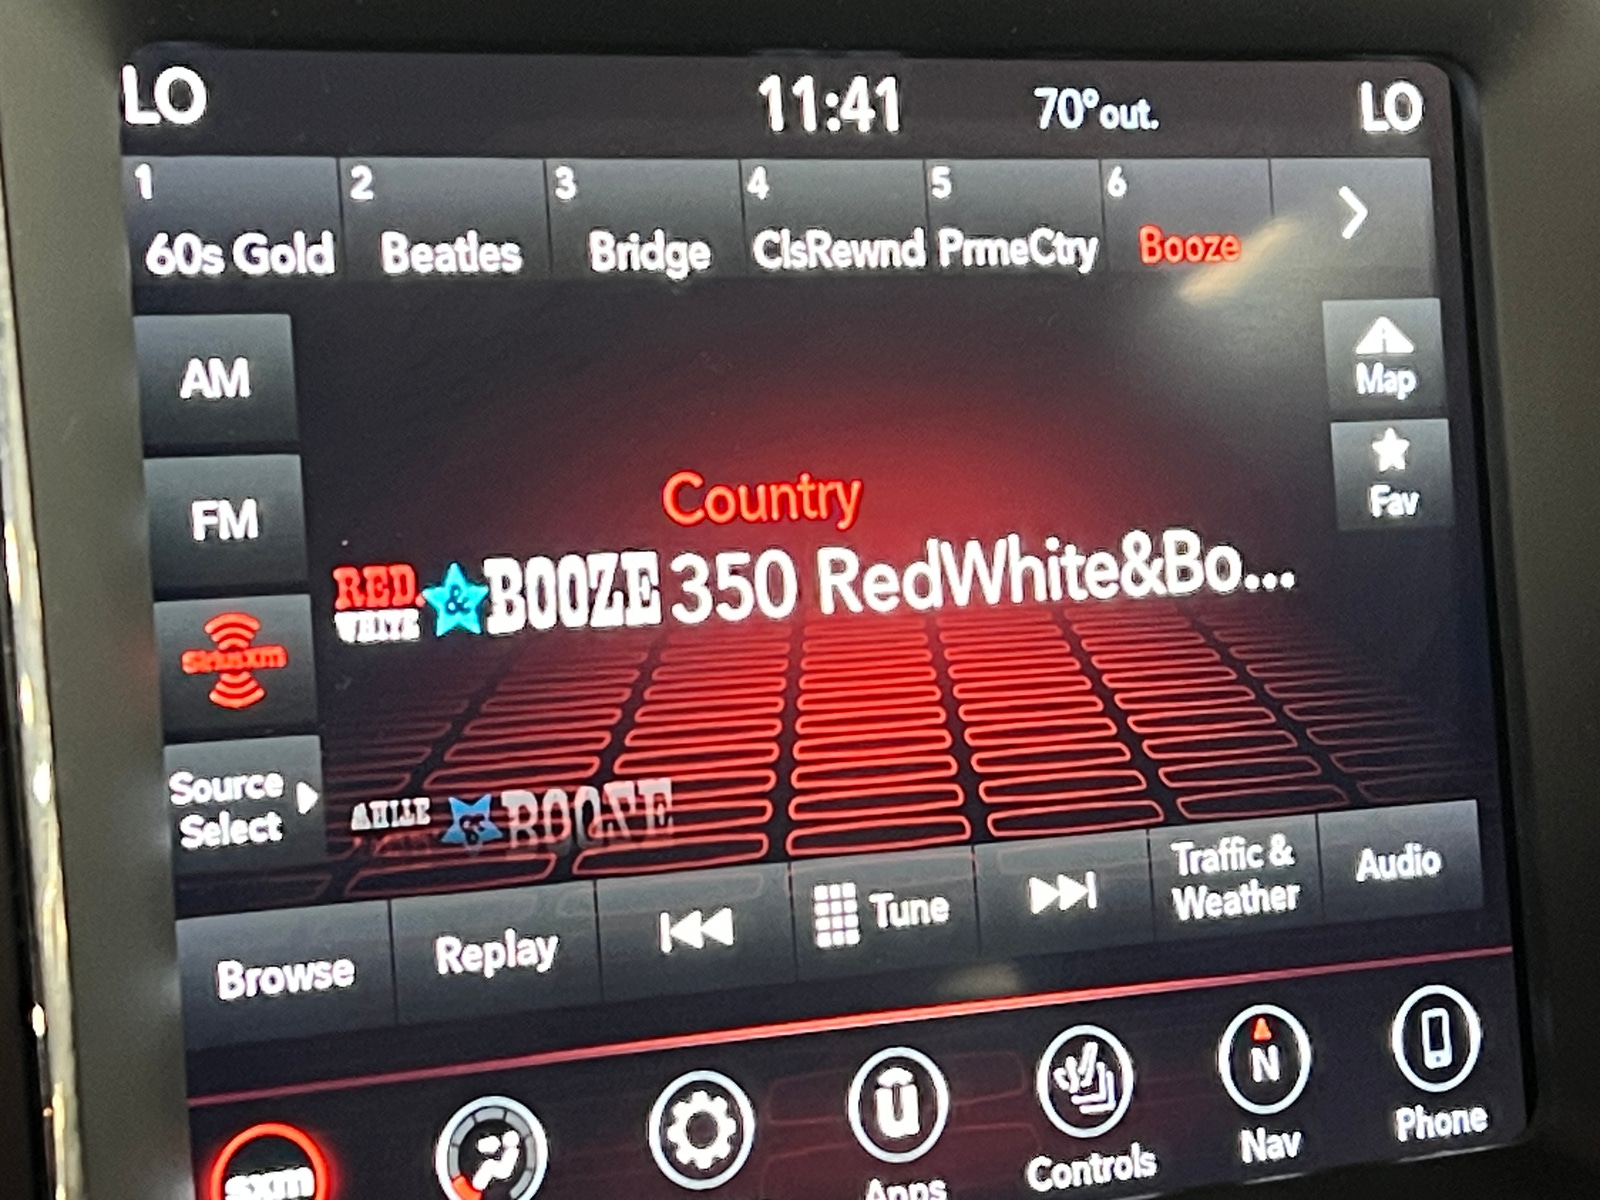 LO 11:41 70°out. LO
1 2 3 4 5 6
60s Gold Beatles Bridge ClsRewnd PrmeCtry Booze
AM
Map
FM
Fav
Country
RED
WHITE & BOOZE 350 RedWhite&Bo...
siriusxm
Source
Select
Browse
Replay
Tune
Traffic &
Weather
Audio
sxm
Apps
Controls
N
Nav
Phone